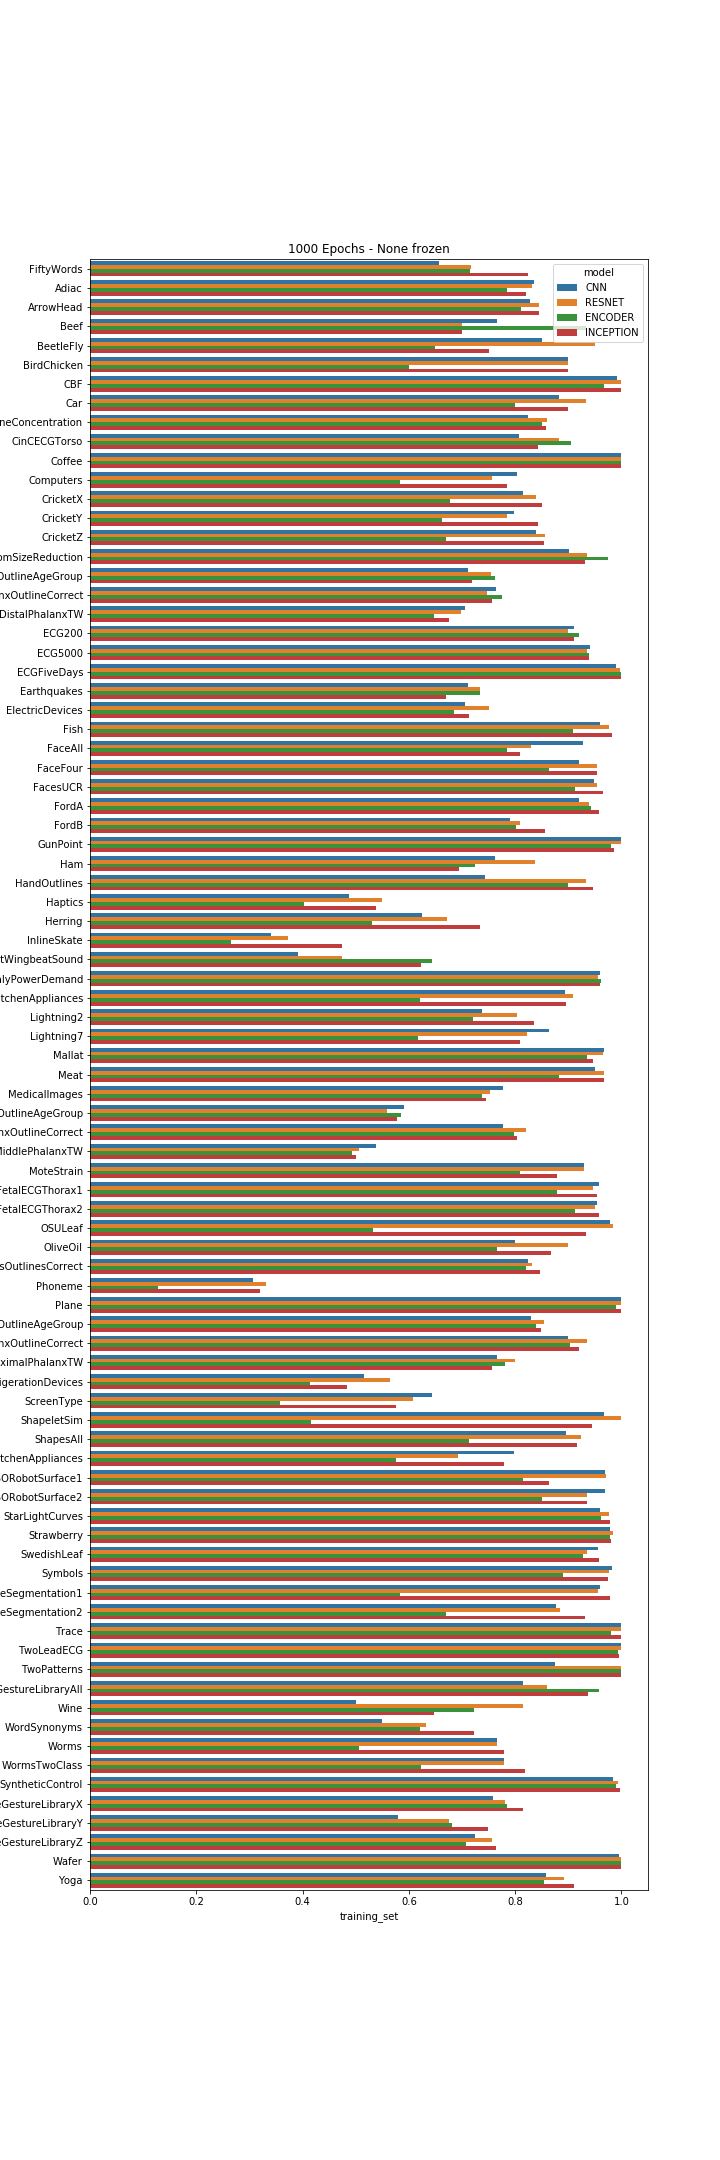 1000 Epochs - None frozen
model
CNN
RESNET
ENCODER
INCEPTION
FiftyWords
Adiac
ArrowHead
Beef
BeetleFly
BirdChicken
CBF
Car
neConcentration
CinCECGTorso
Coffee
Computers
CricketX
CricketY
CricketZ
omSizeReduction
OutlineAgeGroup
nxOutlineCorrect
DistalPhalanxTW
ECG200
ECG5000
ECGFiveDays
Earthquakes
ElectricDevices
Fish
FaceAll
FaceFour
FacesUCR
FordA
FordB
GunPoint
Ham
HandOutlines
Haptics
Herring
InlineSkate
tWingbeatSound
alyPowerDemand
tchenAppliances
Lightning2
Lightning7
Mallat
Meat
MedicalImages
OutlineAgeGroup
nxOutlineCorrect
MiddlePhalanxTW
MoteStrain
FetalECGThorax1
FetalECGThorax2
OSULeaf
OliveOil
sOutlinesCorrect
Phoneme
Plane
OutlineAgeGroup
nxOutlineCorrect
ximalPhalanxTW
igerationDevices
ScreenType
ShapeletSim
ShapesAll
tchenAppliances
ORobotSurface1
ORobotSurface2
StarLightCurves
Strawberry
SwedishLeaf
Symbols
eSegmentation1
eSegmentation2
Trace
TwoLeadECG
TwoPatterns
GestureLibraryAll
Wine
WordSynonyms
Worms
WormsTwoClass
SyntheticControl
eGestureLibraryX
eGestureLibraryY
eGestureLibraryZ
Wafer
Yoga
0.0 0.2 0.4 0.6 0.8 1.0
training_set